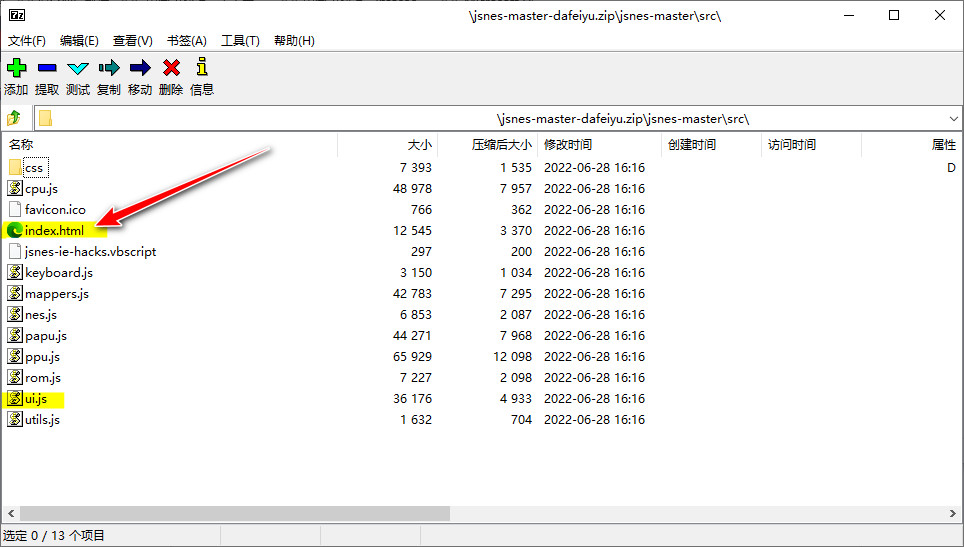 \jsnes-master-dafeiyu.zip\jsnes-master\src\
文件(F) 编辑(E) 查看(V) 书签(A) 工具(T) 帮助(H)
添加 提取 测试 复制 移动 删除 信息
\jsnes-master-dafeiyu.zip\jsnes-master\src\
名称 大小 压缩后大小 修改时间 创建时间 访问时间 属性
css 7 393 1 535 2022-06-28 16:16 D
cpu.js 48 978 7 957 2022-06-28 16:16
favicon.ico 766 362 2022-06-28 16:16
index.html 12 545 3 370 2022-06-28 16:16
jsnes-ie-hacks.vbscript 297 200 2022-06-28 16:16
keyboard.js 3 150 1 034 2022-06-28 16:16
mappers.js 42 783 7 295 2022-06-28 16:16
nes.js 6 853 2 087 2022-06-28 16:16
papu.js 44 271 7 968 2022-06-28 16:16
ppu.js 65 929 12 098 2022-06-28 16:16
rom.js 7 227 2 098 2022-06-28 16:16
ui.js 36 176 4 933 2022-06-28 16:16
utils.js 1 632 704 2022-06-28 16:16
选定 0 / 13 个项目